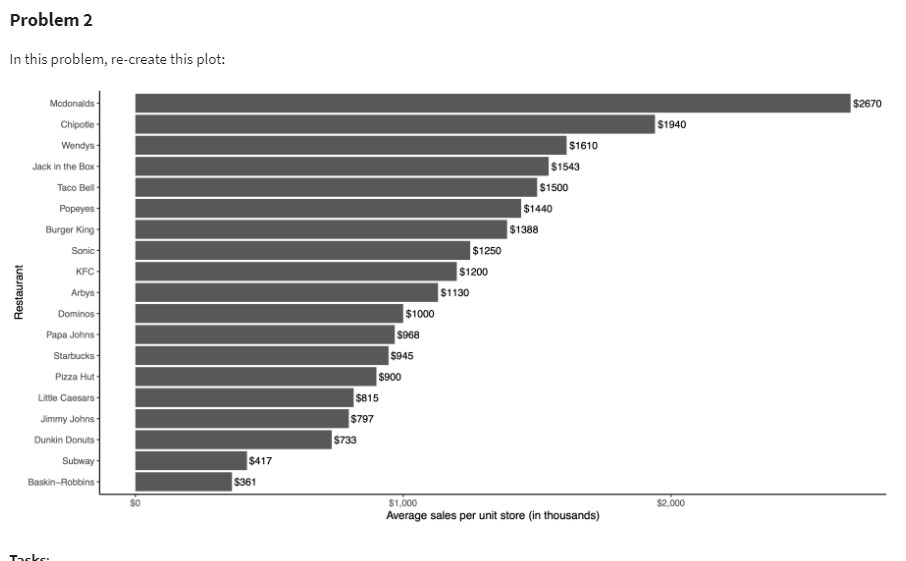 Problem 2
In this problem, re-create this plot:
Mcdonalds $2670
Chipotle $1940
Wendys $1610
Jack in the Box $1543
Taco Bell $1500
Popeyes $1440
Burger King $1388
Sonic $1250
KFC $1200
Arbys $1130
Dominos $1000
Papa Johns $968
Starbucks $945
Pizza Hut $900
Little Caesars $815
Jimmy Johns $797
Dunkin Donuts $733
Subway $417
Baskin–Robbins $361
Restaurant
$0 $1,000 $2,000
Average sales per unit store (in thousands)
Tasks: